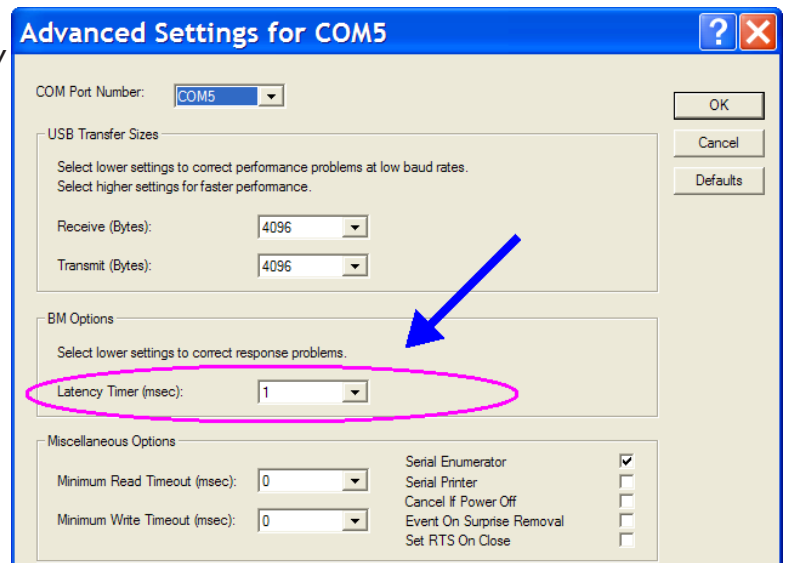 Advanced Settings for COM5
COM Port Number: COM5
OK
USB Transfer Sizes
Cancel
Select lower settings to correct performance problems at low baud rates.
Select higher settings for faster performance.
Defaults
Receive (Bytes): 4096
Transmit (Bytes): 4096
BM Options
Select lower settings to correct response problems.
Latency Timer (msec): 1
Miscellaneous Options
Minimum Read Timeout (msec): 0
Minimum Write Timeout (msec): 0
Serial Enumerator
Serial Printer
Cancel If Power Off
Event On Surprise Removal
Set RTS On Close